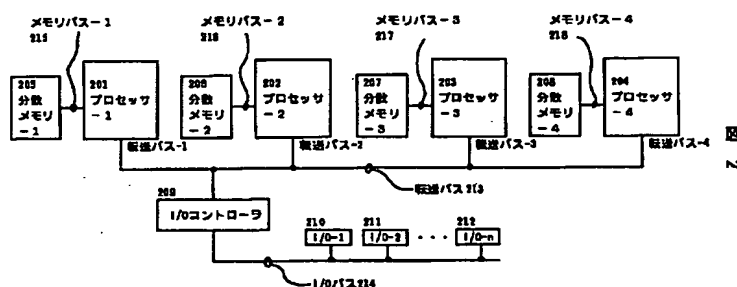 メモリバス－1
215
メモリバス－2
216
メモリバス－3
217
メモリバス－4
218
205
分散
メモリ
－1
201
プロセッサ
－1
206
分散
メモリ
－2
202
プロセッサ
－2
207
分散
メモリ
－3
203
プロセッサ
－3
208
分散
メモリ
－4
204
プロセッサ
－4
転送バス-1
転送バス-2
転送バス-3
転送バス-4
転送バス213
209
I/Oコントローラ
210
I/O-1
211
I/O-2
・・・
212
I/O-n
I/Oバス214
図 2